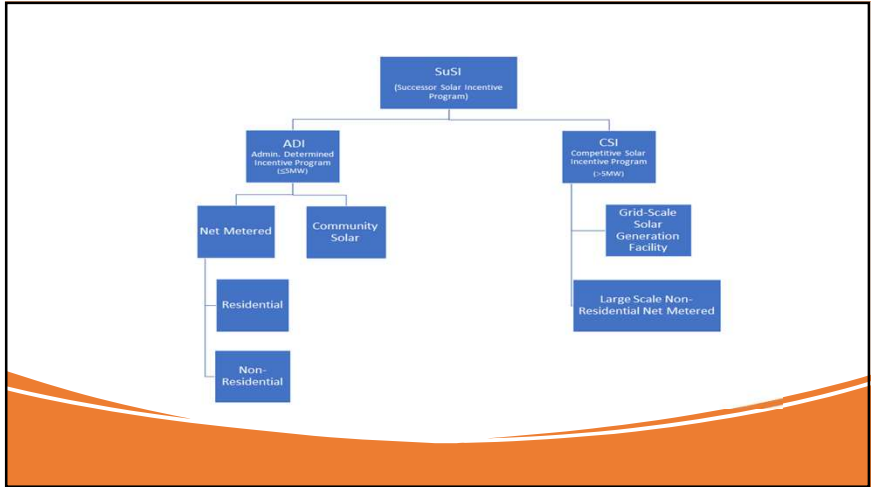 SuSI
(Successor Solar Incentive
Program)
ADI
Admin. Determined
Incentive Program
(≤5MW)
CSI
Competitive Solar
Incentive Program
(>5MW)
Net Metered
Community
Solar
Grid-Scale
Solar
Generation
Facility
Residential
Large Scale Non-
Residential Net Metered
Non-
Residential